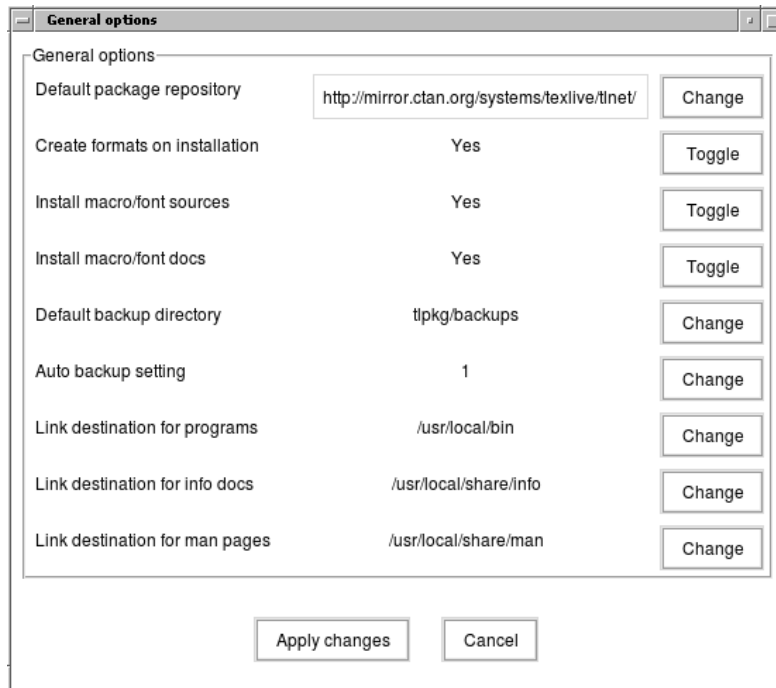 General options
General options
Default package repository http://mirror.ctan.org/systems/texlive/tlnet/ Change
Create formats on installation Yes Toggle
Install macro/font sources Yes Toggle
Install macro/font docs Yes Toggle
Default backup directory tlpkg/backups Change
Auto backup setting 1 Change
Link destination for programs /usr/local/bin Change
Link destination for info docs /usr/local/share/info Change
Link destination for man pages /usr/local/share/man Change
Apply changes Cancel